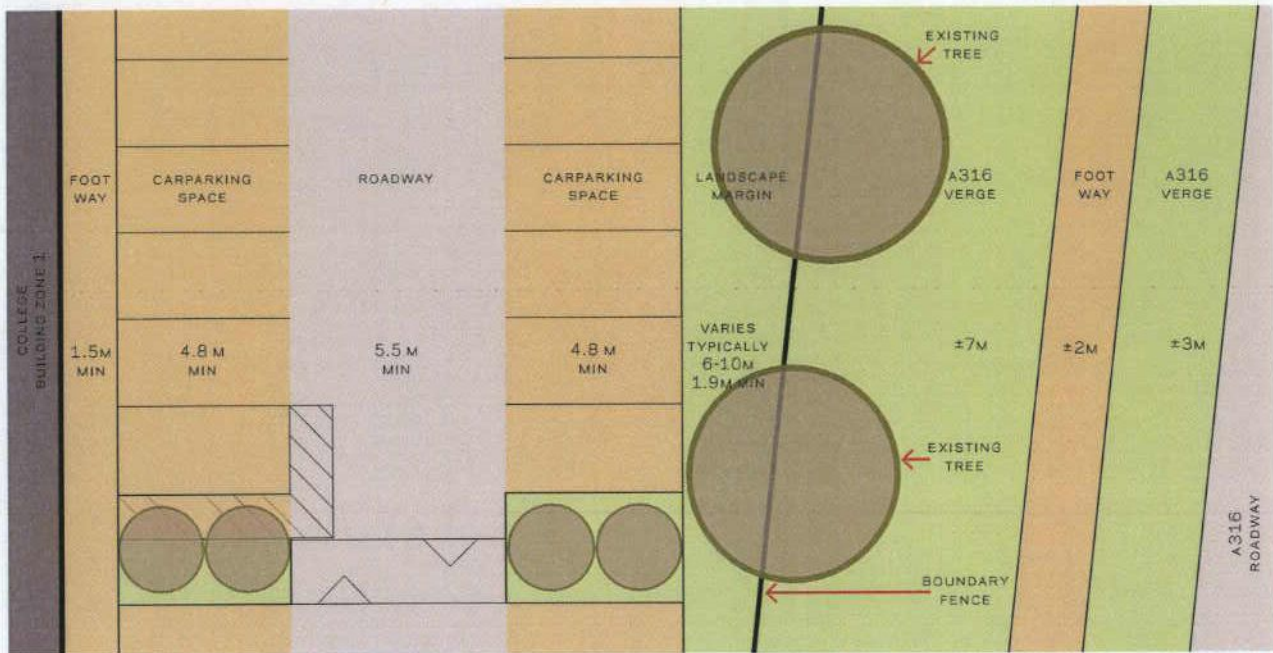 EXISTING
TREE
FOOT
WAY
CARPARKING
SPACE
ROADWAY
CARPARKING
SPACE
LANDSCAPE
MARGIN
A316
VERGE
FOOT
WAY
A316
VERGE
COLLEGE
BUILDING ZONE 1
1.5M
MIN
4.8 M
MIN
5.5 M
MIN
4.8 M
MIN
VARIES
TYPICALLY
6-10M
1.9M MIN
±7M
±2M
±3M
EXISTING
TREE
A316
ROADWAY
BOUNDARY
FENCE